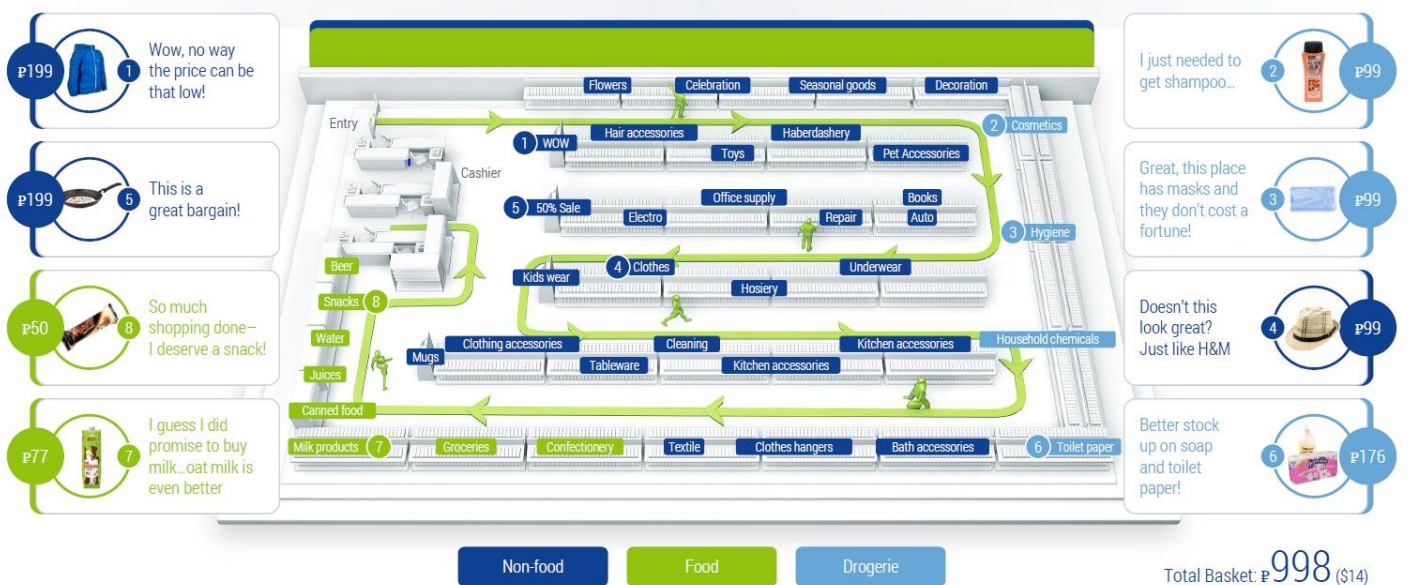 ₽199
1
Wow, no way
the price can be
that low!
₽199
5
This is a
great bargain!
₽50
8
So much
shopping done–
I deserve a snack!
₽77
7
I guess I did
promise to buy
milk...oat milk is
even better
Flowers
Celebration
Seasonal goods
Decoration
Entry
2 Cosmetics
Hair accessories
Haberdashery
1 WOW
Toys
Pet Accessories
Cashier
Office supply
Books
5 50% Sale
Electro
Repair
Auto
3 Hygiene
Beer
4 Clothes
Underwear
Kids wear
Hosiery
Snacks 8
Water
Clothing accessories
Cleaning
Kitchen accessories
Household chemicals
Mugs
Tableware
Kitchen accessories
Juices
Canned food
Milk products 7
Groceries
Confectionery
Textile
Clothes hangers
Bath accessories
6 Toilet paper
I just needed to
get shampoo...
2
₽99
Great, this place
has masks and
they don't cost a
fortune!
3
₽99
Doesn't this
look great?
Just like H&M
4
₽99
Better stock
up on soap
and toilet
paper!
6
₽176
Non-food
Food
Drogerie
Total Basket: ₽998 ($14)